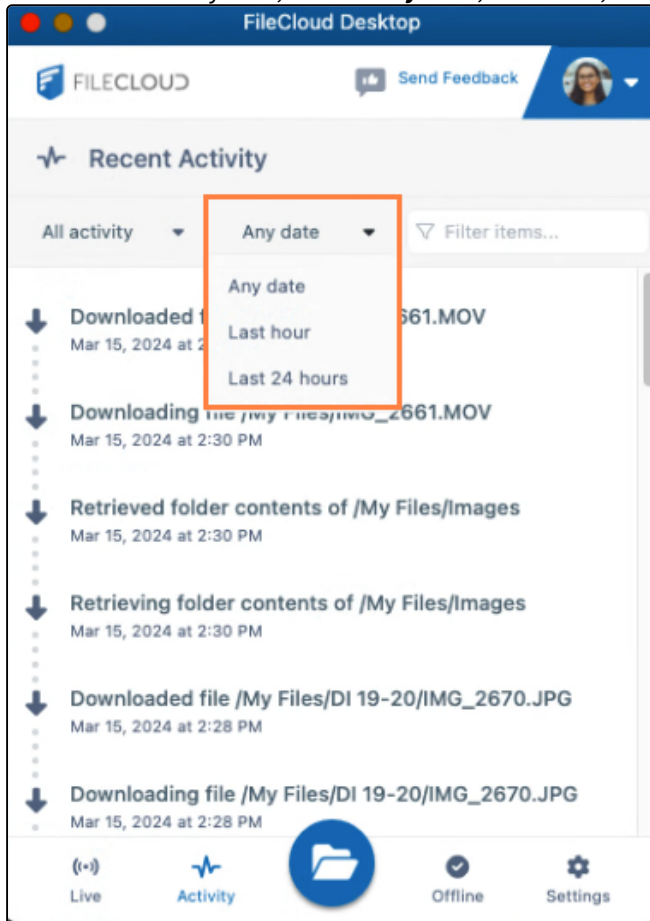 FileCloud Desktop
FILECLOUD
Send Feedback
Recent Activity
All activity
Any date
Filter items...
Any date
Last hour
Last 24 hours
Downloaded 661.MOV
Mar 15, 2024 at 2
Downloading file /My Files/IMG_2661.MOV
Mar 15, 2024 at 2:30 PM
Retrieved folder contents of /My Files/Images
Mar 15, 2024 at 2:30 PM
Retrieving folder contents of /My Files/Images
Mar 15, 2024 at 2:30 PM
Downloaded file /My Files/DI 19-20/IMG_2670.JPG
Mar 15, 2024 at 2:28 PM
Downloading file /My Files/DI 19-20/IMG_2670.JPG
Mar 15, 2024 at 2:28 PM
Live
Activity
Offline
Settings